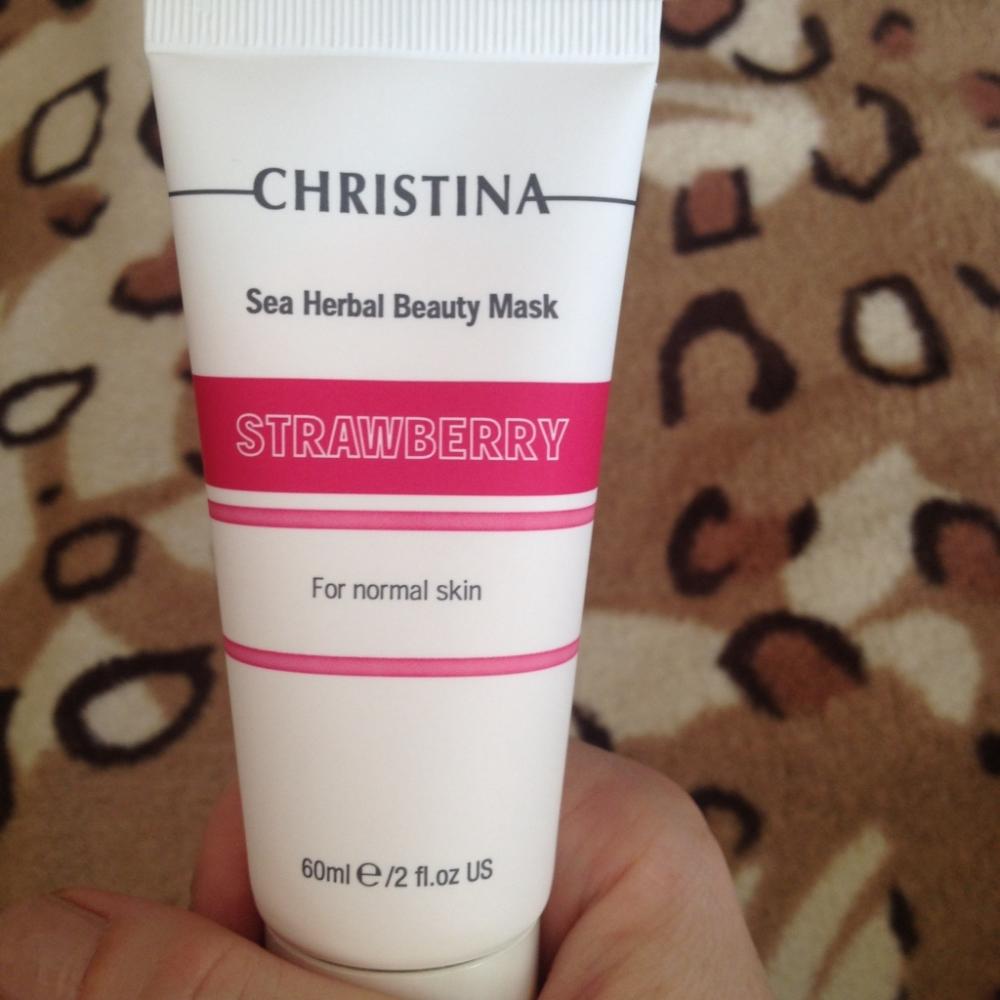 CHRISTINA
Sea Herbal Beauty Mask
STRAWBERRY
For normal skin
60ml ℮/2 fl.oz US